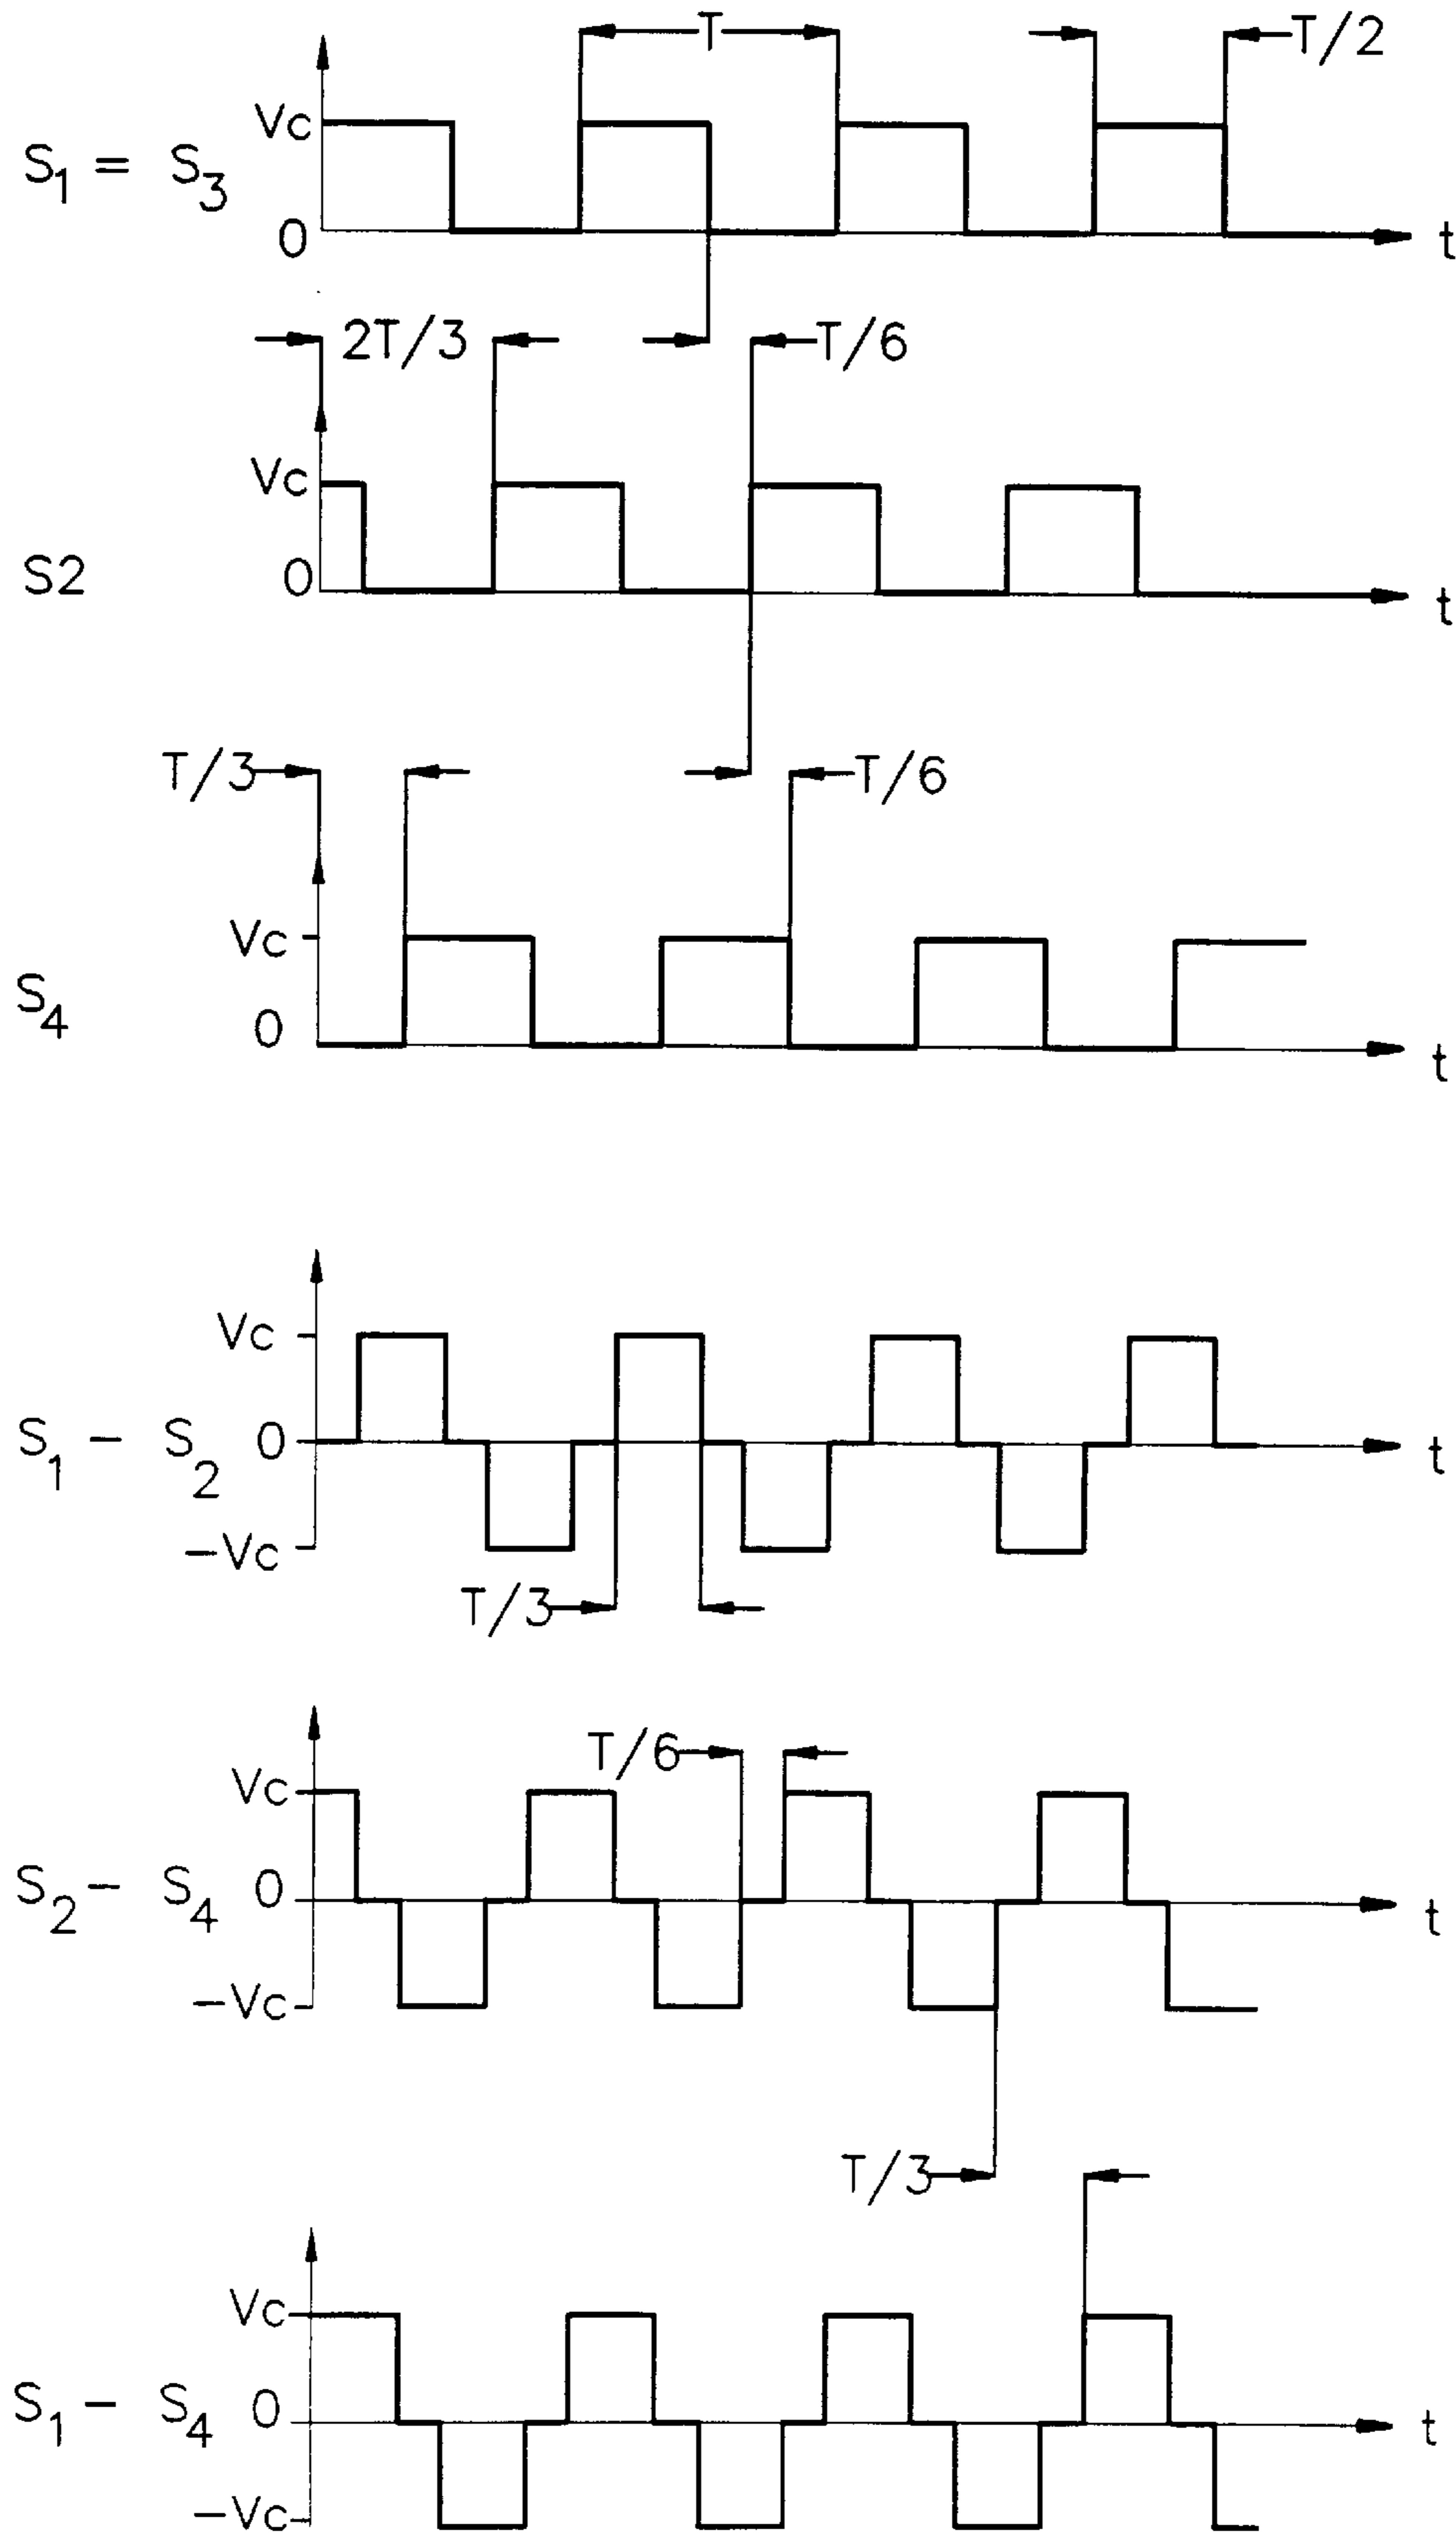 T T/2
Vc
S1 = S3
0 t
2T/3 T/6
Vc
S2 0
t
T/3 T/6
Vc
S4 0
t
Vc
S1 - S2 0 t
-Vc
T/3
T/6
Vc
S2 - S4 0 t
-Vc
T/3
Vc
S1 - S4 0 t
-Vc